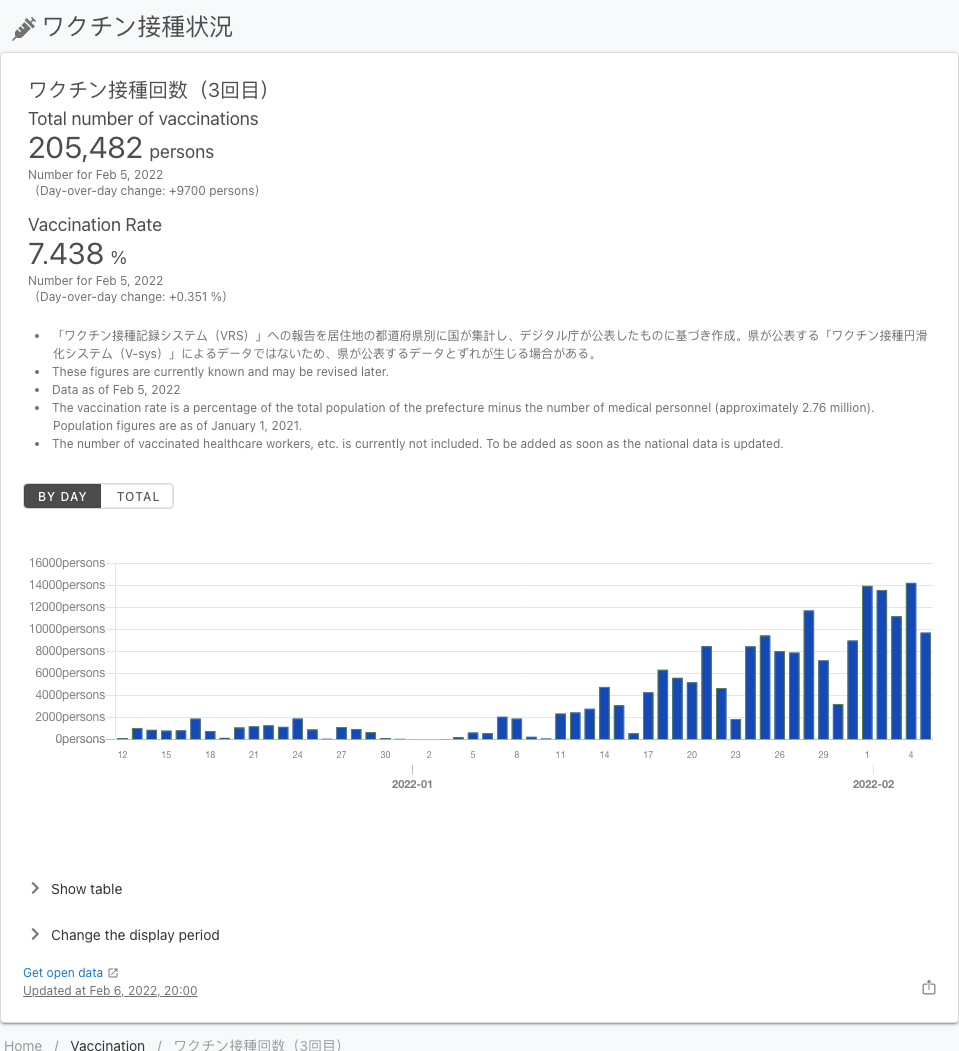 ワクチン接種状況
ワクチン接種回数（3回目）
Total number of vaccinations
205,482 persons
Number for Feb 5, 2022
（Day-over-day change: +9700 persons）
Vaccination Rate
7.438 %
Number for Feb 5, 2022
（Day-over-day change: +0.351 %）
• 「ワクチン接種記録システム（VRS）」への報告を居住地の都道府県別に国が集計し、デジタル庁が公表したものに基づき作成。県が公表する「ワクチン接種円滑
化システム（V-sys）」によるデータではないため、県が公表するデータとずれが生じる場合がある。
• These figures are currently known and may be revised later.
• Data as of Feb 5, 2022
• The vaccination rate is a percentage of the total population of the prefecture minus the number of medical personnel (approximately 2.76 million).
Population figures are as of January 1, 2021.
• The number of vaccinated healthcare workers, etc. is currently not included. To be added as soon as the national data is updated.
BY DAY TOTAL
16000persons
14000persons
12000persons
10000persons
8000persons
6000persons
4000persons
2000persons
0persons
12 15 18 21 24 27 30 2 5 8 11 14 17 20 23 26 29 1 4
2022-01 2022-02
Show table
Change the display period
Get open data
Updated at Feb 6, 2022, 20:00
Home / Vaccination / ワクチン接種回数（3回目）